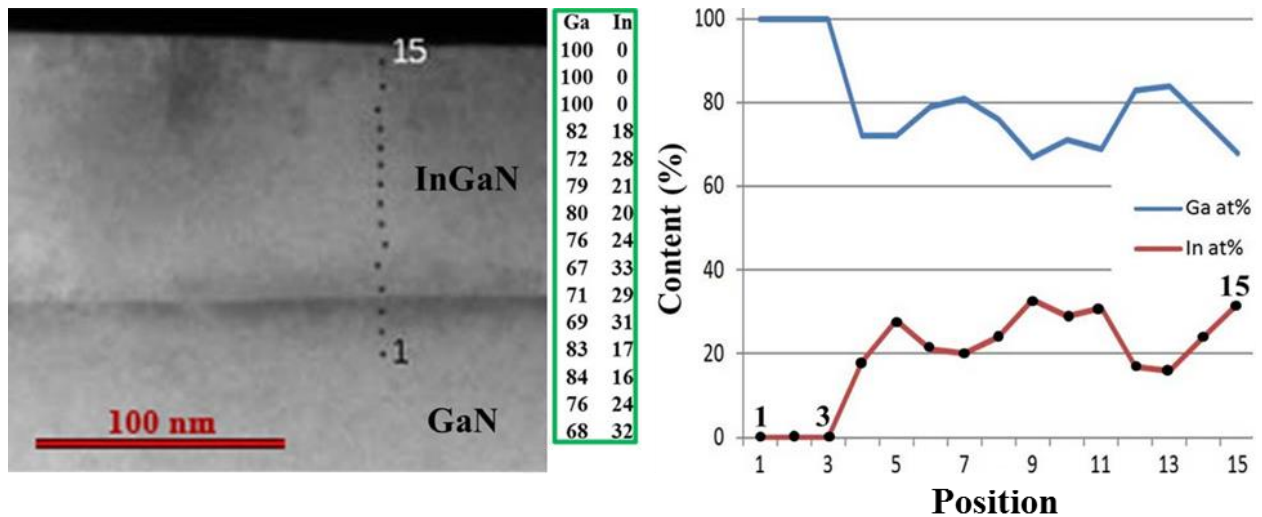 15
InGaN
1
GaN
100 nm
Ga In
100 0
100 0
100 0
82 18
72 28
79 21
80 20
76 24
67 33
71 29
69 31
83 17
84 16
76 24
68 32
Content (%)
100
80
60
40
20
0
Ga at%
In at%
1
3
15
1 3 5 7 9 11 13 15
Position